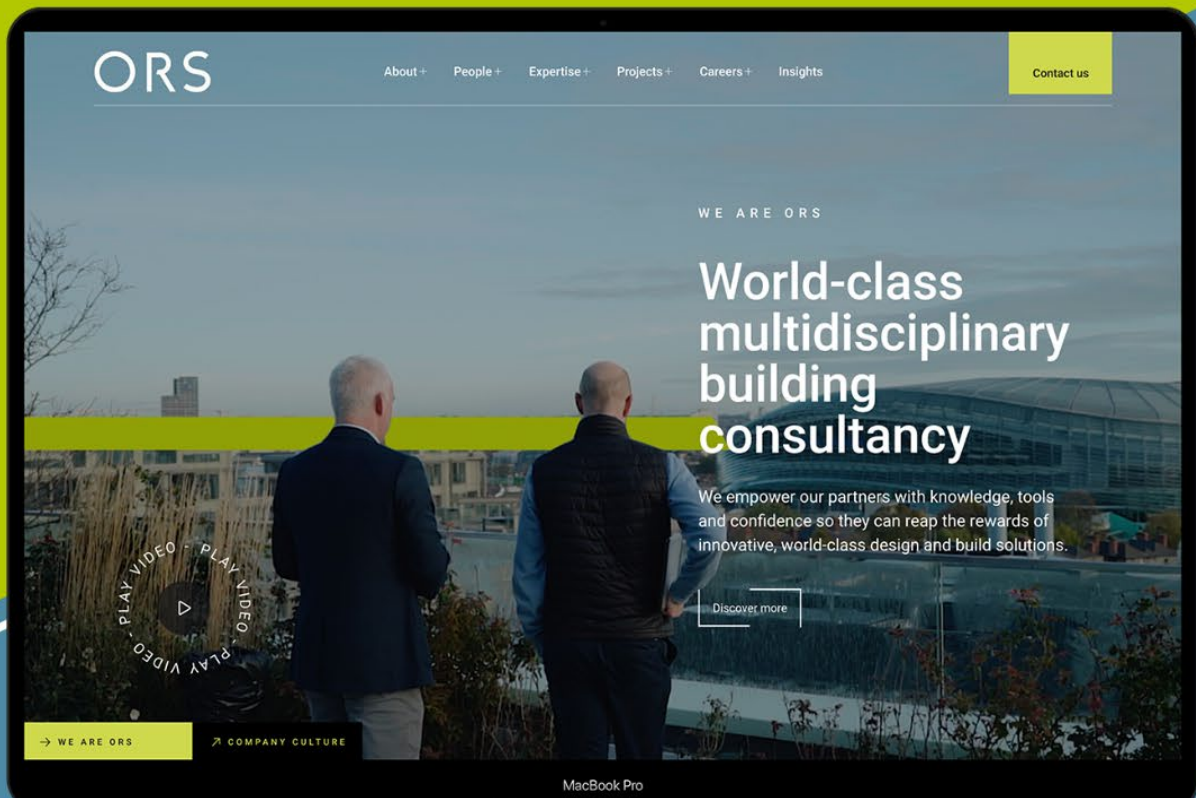 ORS
About+
People+
Expertise+
Projects+
Careers+
Insights
Contact us
WE ARE ORS
World-class
multidisciplinary
building
consultancy
We empower our partners with knowledge, tools
and confidence so they can reap the rewards of
innovative, world-class design and build solutions.
Discover more
PLAY VIDEO - PLAY VIDEO - PLAY VIDEO -
WE ARE ORS
COMPANY CULTURE
MacBook Pro